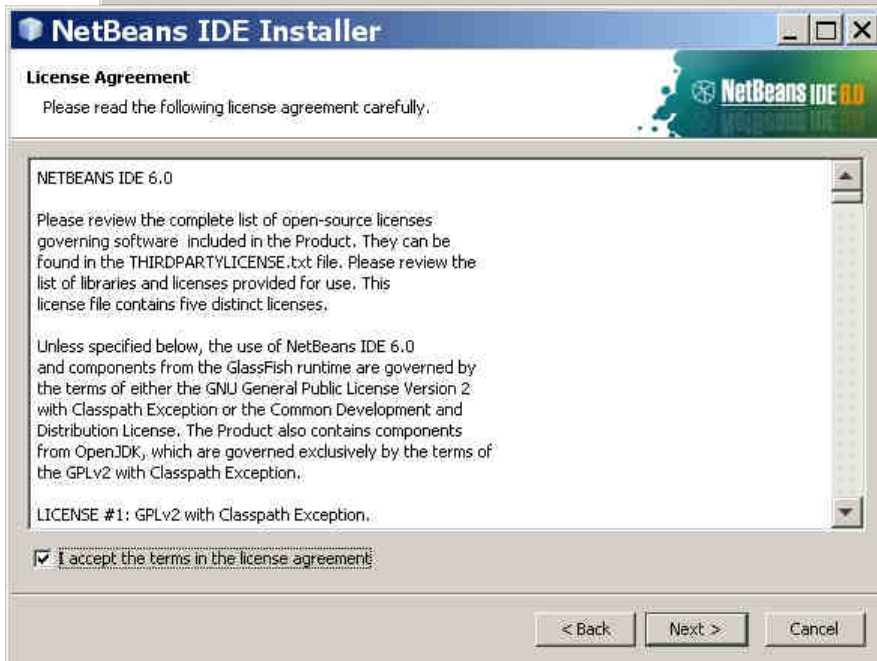 NetBeans IDE Installer
License Agreement
Please read the following license agreement carefully.
NetBeans IDE 6.0
NETBEANS IDE 6.0
Please review the complete list of open-source licenses
governing software included in the Product. They can be
found in the THIRDPARTYLICENSE.txt file. Please review the
list of libraries and licenses provided for use. This
license file contains five distinct licenses.
Unless specified below, the use of NetBeans IDE 6.0
and components from the GlassFish runtime are governed by
the terms of either the GNU General Public License Version 2
with Classpath Exception or the Common Development and
Distribution License. The Product also contains components
from OpenJDK, which are governed exclusively by the terms of
the GPLv2 with Classpath Exception.
LICENSE #1: GPLv2 with Classpath Exception.
I accept the terms in the license agreement
< Back Next > Cancel